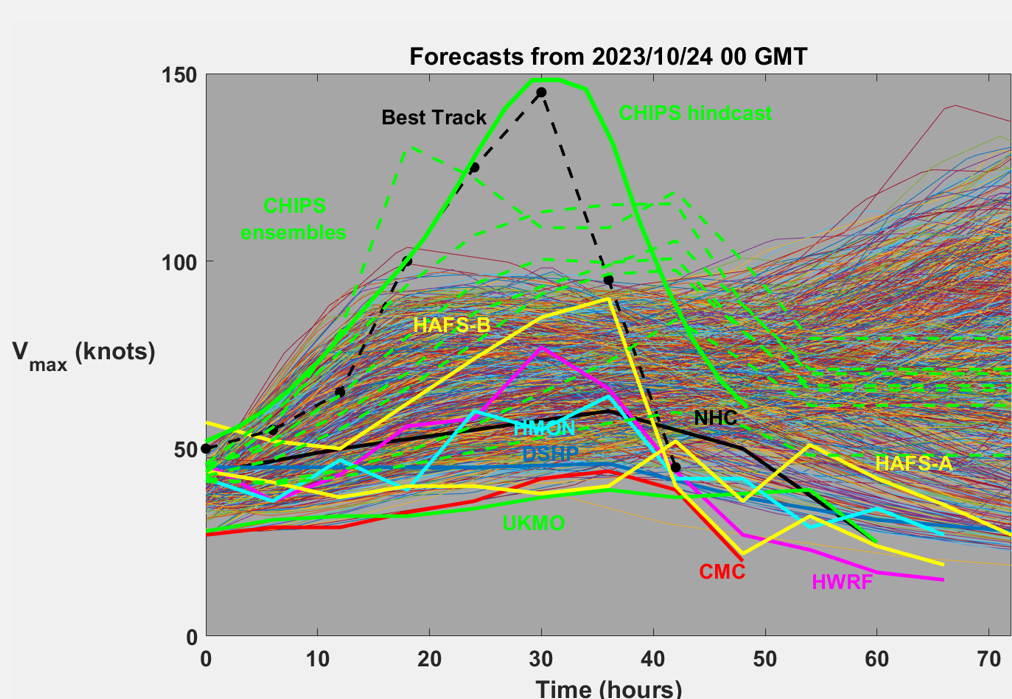 Forecasts from 2023/10/24 00 GMT
150
Best Track
CHIPS hindcast
CHIPS
ensembles
100
HAFS-B
Vmax (knots)
NHC
HMON
DSHP
50
HAFS-A
UKMO
CMC
HWRF
0
0 10 20 30 40 50 60 70
Time (hours)